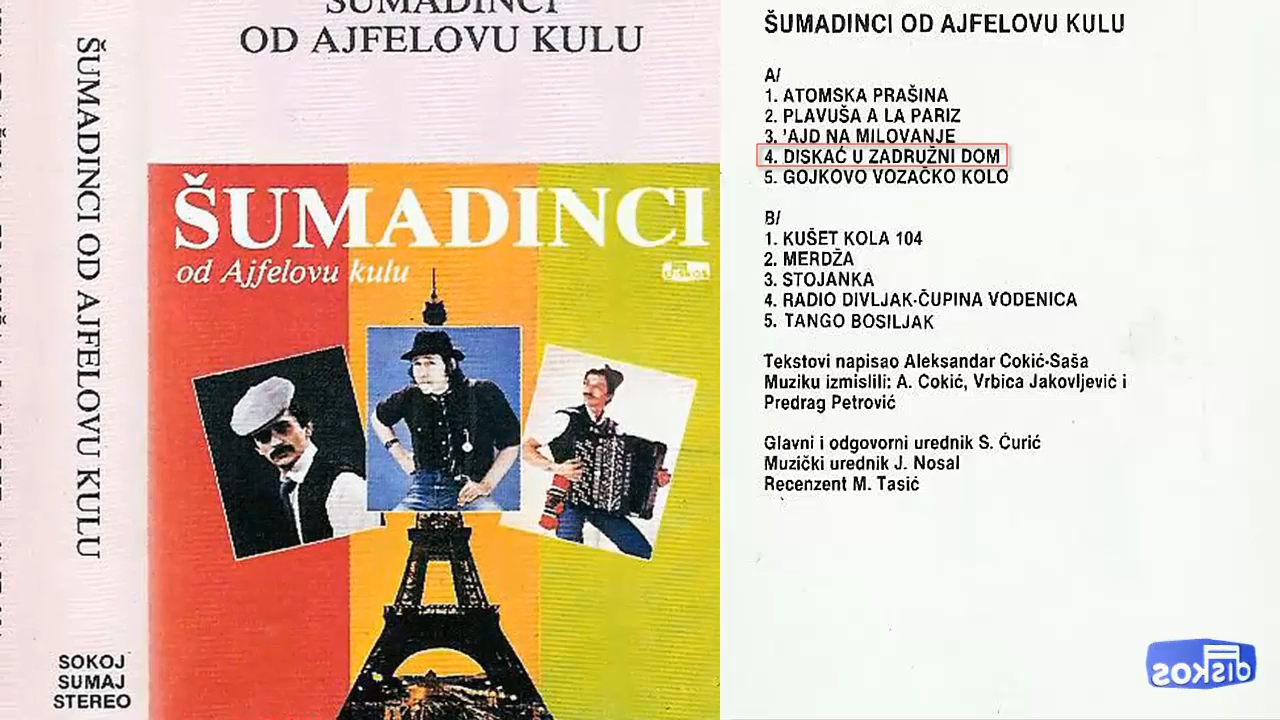 ŠUMADINCI
OD AJFELOVU KULU
ŠUMADINCI OD AJFELOVU KULU
SOKOJ
SUMAJ
STEREO
ŠUMADINCI
od Ajfelovu kulu
diskos
ŠUMADINCI OD AJFELOVU KULU
A/
1. ATOMSKA PRAŠINA
2. PLAVUŠA A LA PARIZ
3. 'AJD NA MILOVANJE
4. DISKAĆ U ZADRUŽNI DOM
5. GOJKOVO VOZAČKO KOLO
B/
1. KUŠET KOLA 104
2. MERDŽA
3. STOJANKA
4. RADIO DIVLJAK-ČUPINA VODENICA
5. TANGO BOSILJAK
Tekstovi napisao Aleksandar Cokić-Saša
Muziku izmislili: A. Cokić, Vrbica Jakovljević i
Predrag Petrović
Glavni i odgovorni urednik S. Ćurić
Muzički urednik J. Nosal
Recenzent M. Tasić
diskos